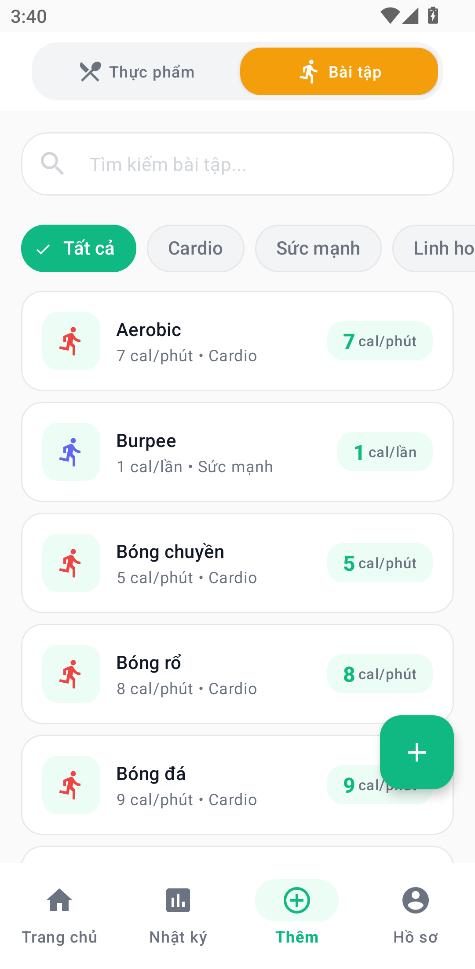 3:40
Thực phẩm
Bài tập
Tìm kiếm bài tập...
Tất cả
Cardio
Sức mạnh
Linh ho
Aerobic
7 cal/phút • Cardio
7 cal/phút
Burpee
1 cal/lần • Sức mạnh
1 cal/lần
Bóng chuyền
5 cal/phút • Cardio
5 cal/phút
Bóng rổ
8 cal/phút • Cardio
8 cal/phút
Bóng đá
9 cal/phút • Cardio
9 cal/phút
Trang chủ
Nhật ký
Thêm
Hồ sơ